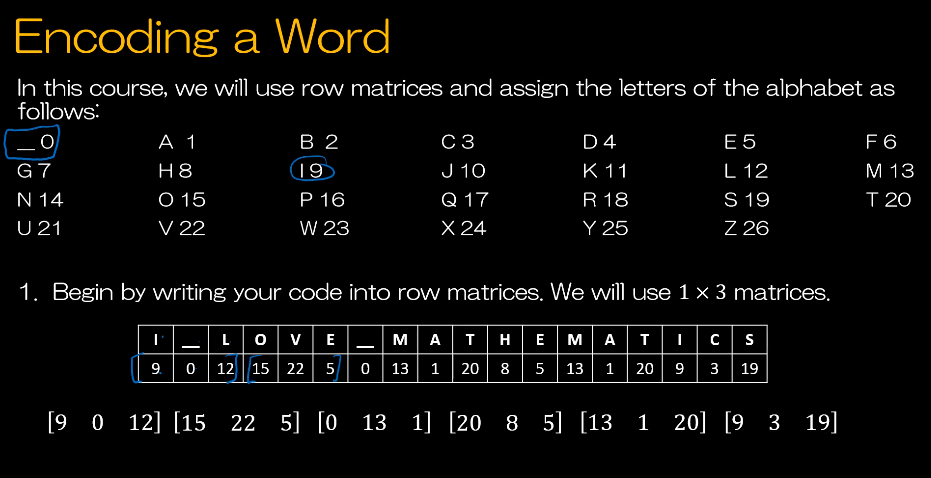 Encoding a Word
In this course, we will use row matrices and assign the letters of the alphabet as
follows:
_ 0 A 1 B 2 C 3 D 4 E 5 F 6
G 7 H 8 I 9 J 10 K 11 L 12 M 13
N 14 O 15 P 16 Q 17 R 18 S 19 T 20
U 21 V 22 W 23 X 24 Y 25 Z 26
1. Begin by writing your code into row matrices. We will use 1 × 3 matrices.
I _ L O V E _ M A T H E M A T I C S
9 0 12 15 22 5 0 13 1 20 8 5 13 1 20 9 3 19
[9 0 12] [15 22 5] [0 13 1] [20 8 5] [13 1 20] [9 3 19]